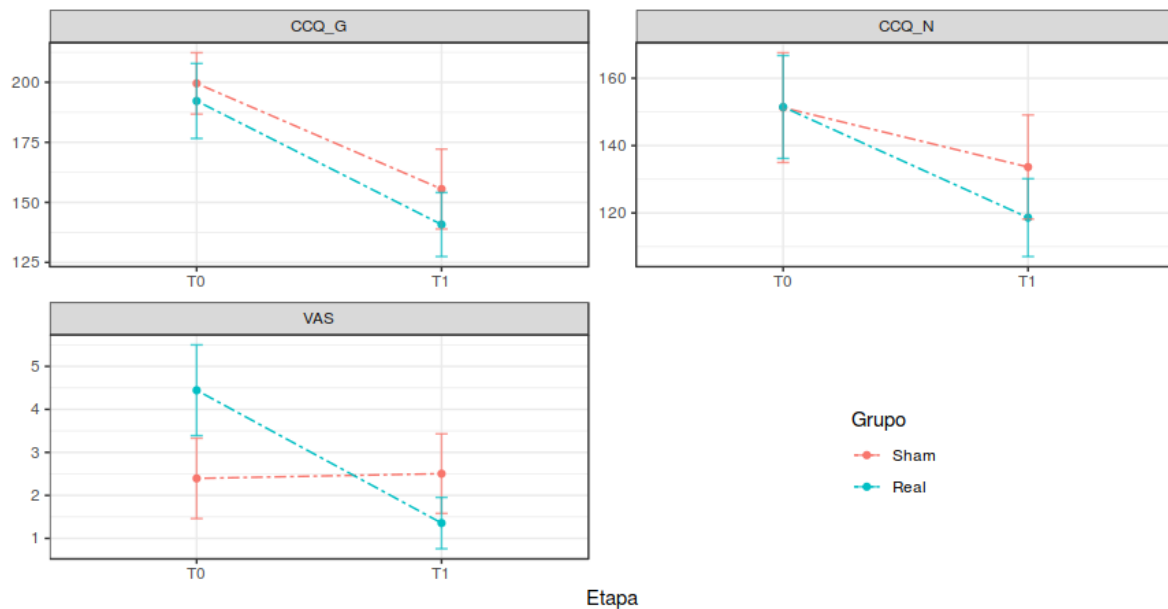 CCQ_G
200
175
150
125
T0 T1
CCQ_N
160
140
120
T0 T1
VAS
5
4
3
2
1
T0 T1
Grupo
Sham
Real
Etapa